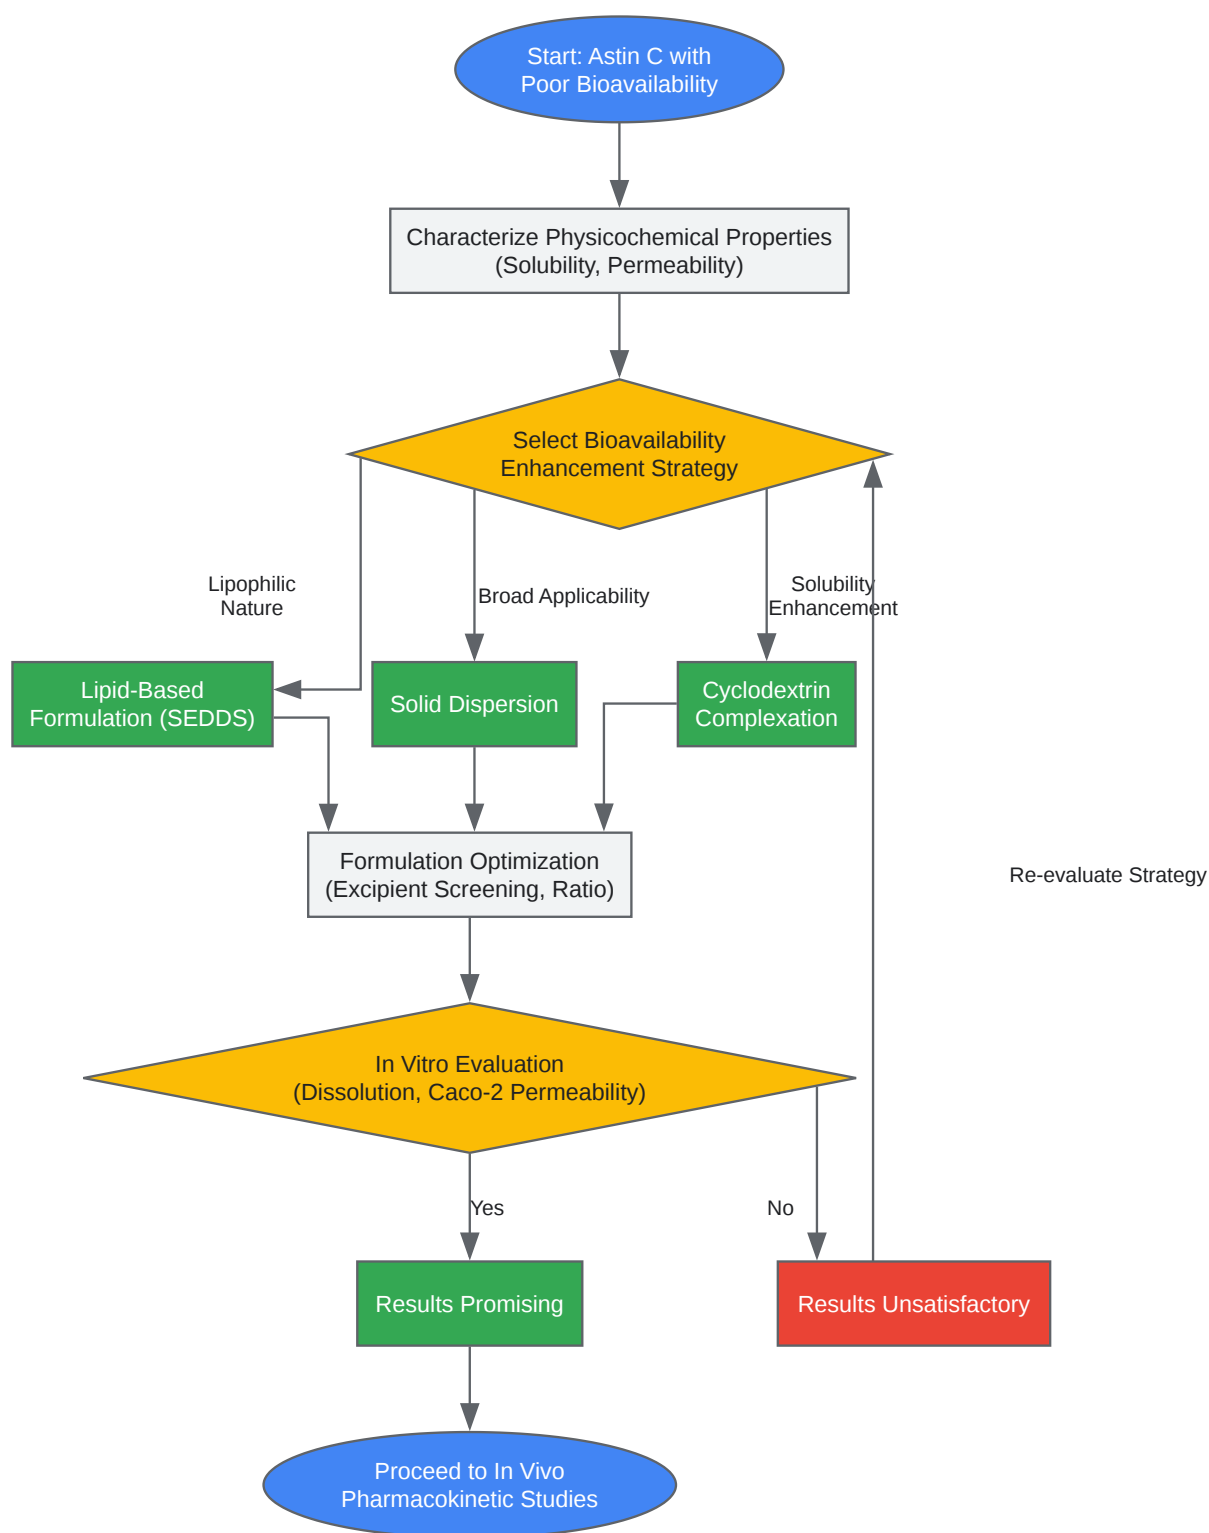 Start: Astin C with
Poor Bioavailability
Characterize Physicochemical Properties
(Solubility, Permeability)
Select Bioavailability
Enhancement Strategy
Lipophilic
Nature
Broad Applicability
Solubility
Enhancement
Lipid-Based
Formulation (SEDDS)
Solid Dispersion
Cyclodextrin
Complexation
Formulation Optimization
(Excipient Screening, Ratio)
Re-evaluate Strategy
In Vitro Evaluation
(Dissolution, Caco-2 Permeability)
Yes
No
Results Promising
Results Unsatisfactory
Proceed to In Vivo
Pharmacokinetic Studies